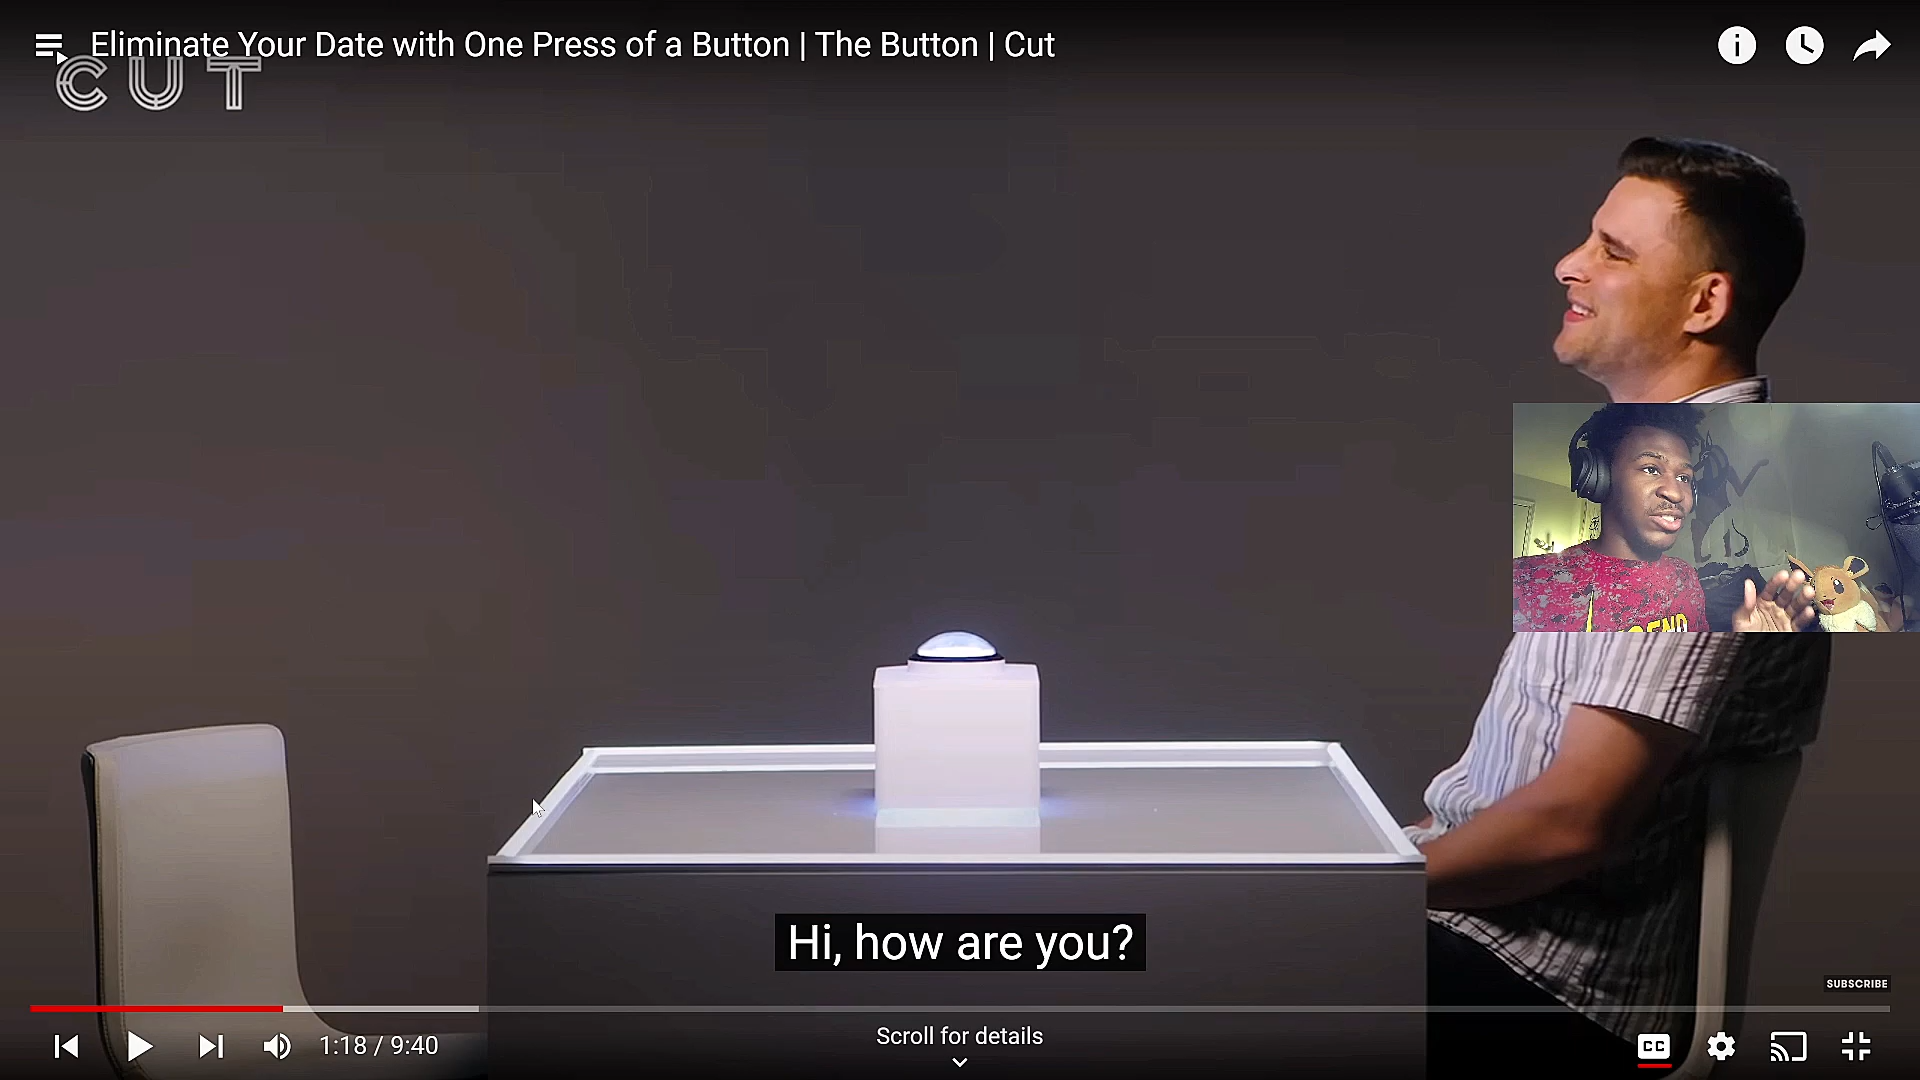 Eliminate Your Date with One Press of a Button | The Button | Cut
CUT
Hi, how are you?
SUBSCRIBE
1:18 / 9:40
Scroll for details
CC